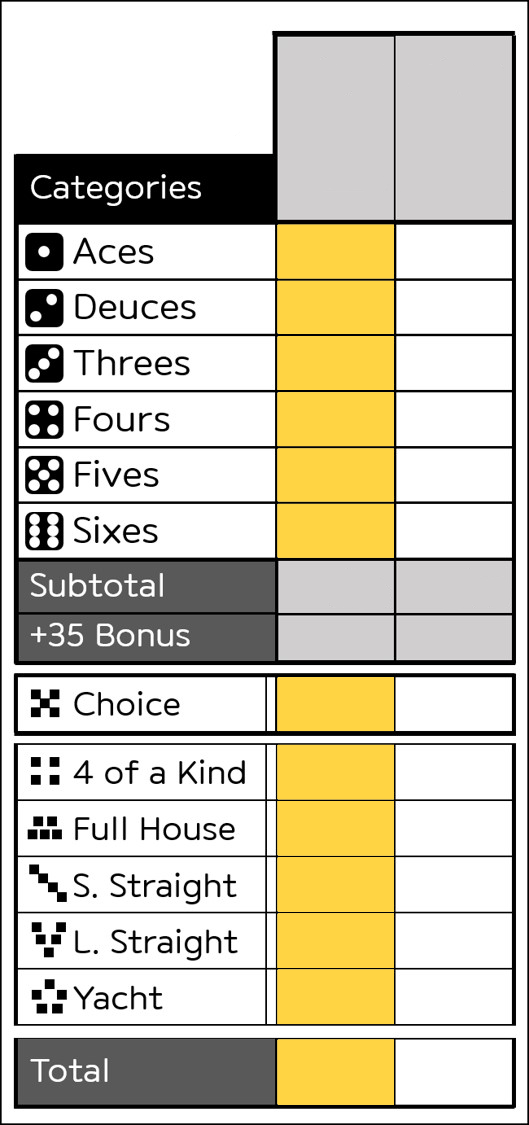 Categories
Aces
Deuces
Threes
Fours
Fives
Sixes
Subtotal
+35 Bonus
Choice
4 of a Kind
Full House
S. Straight
L. Straight
Yacht
Total